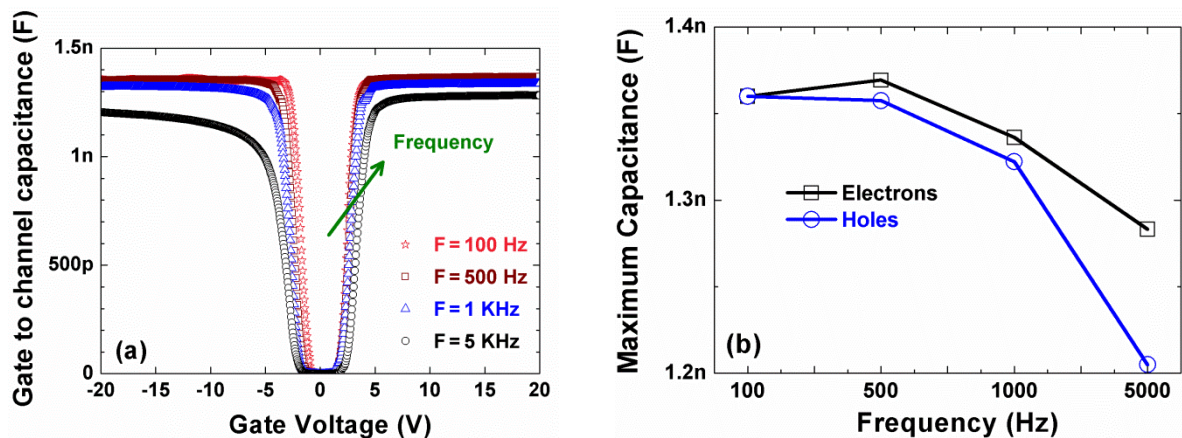 Gate to channel capacitance (F)
1.5n
1n
500p
0
-20
-15
-10
-5
0
5
10
15
20
Gate Voltage (V)
Frequency
F = 100 Hz
F = 500 Hz
F = 1 KHz
F = 5 KHz
(a)
Maximum Capacitance (F)
1.4n
1.3n
1.2n
100
500
1000
5000
Frequency (Hz)
Electrons
Holes
(b)